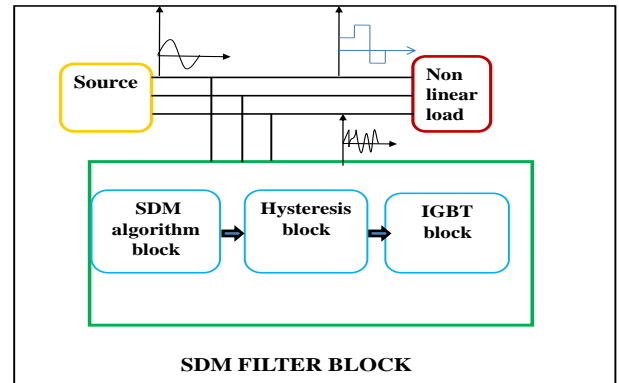 Source
Non
linear
load
SDM
algorithm
block
Hysteresis
block
IGBT
block
SDM FILTER BLOCK